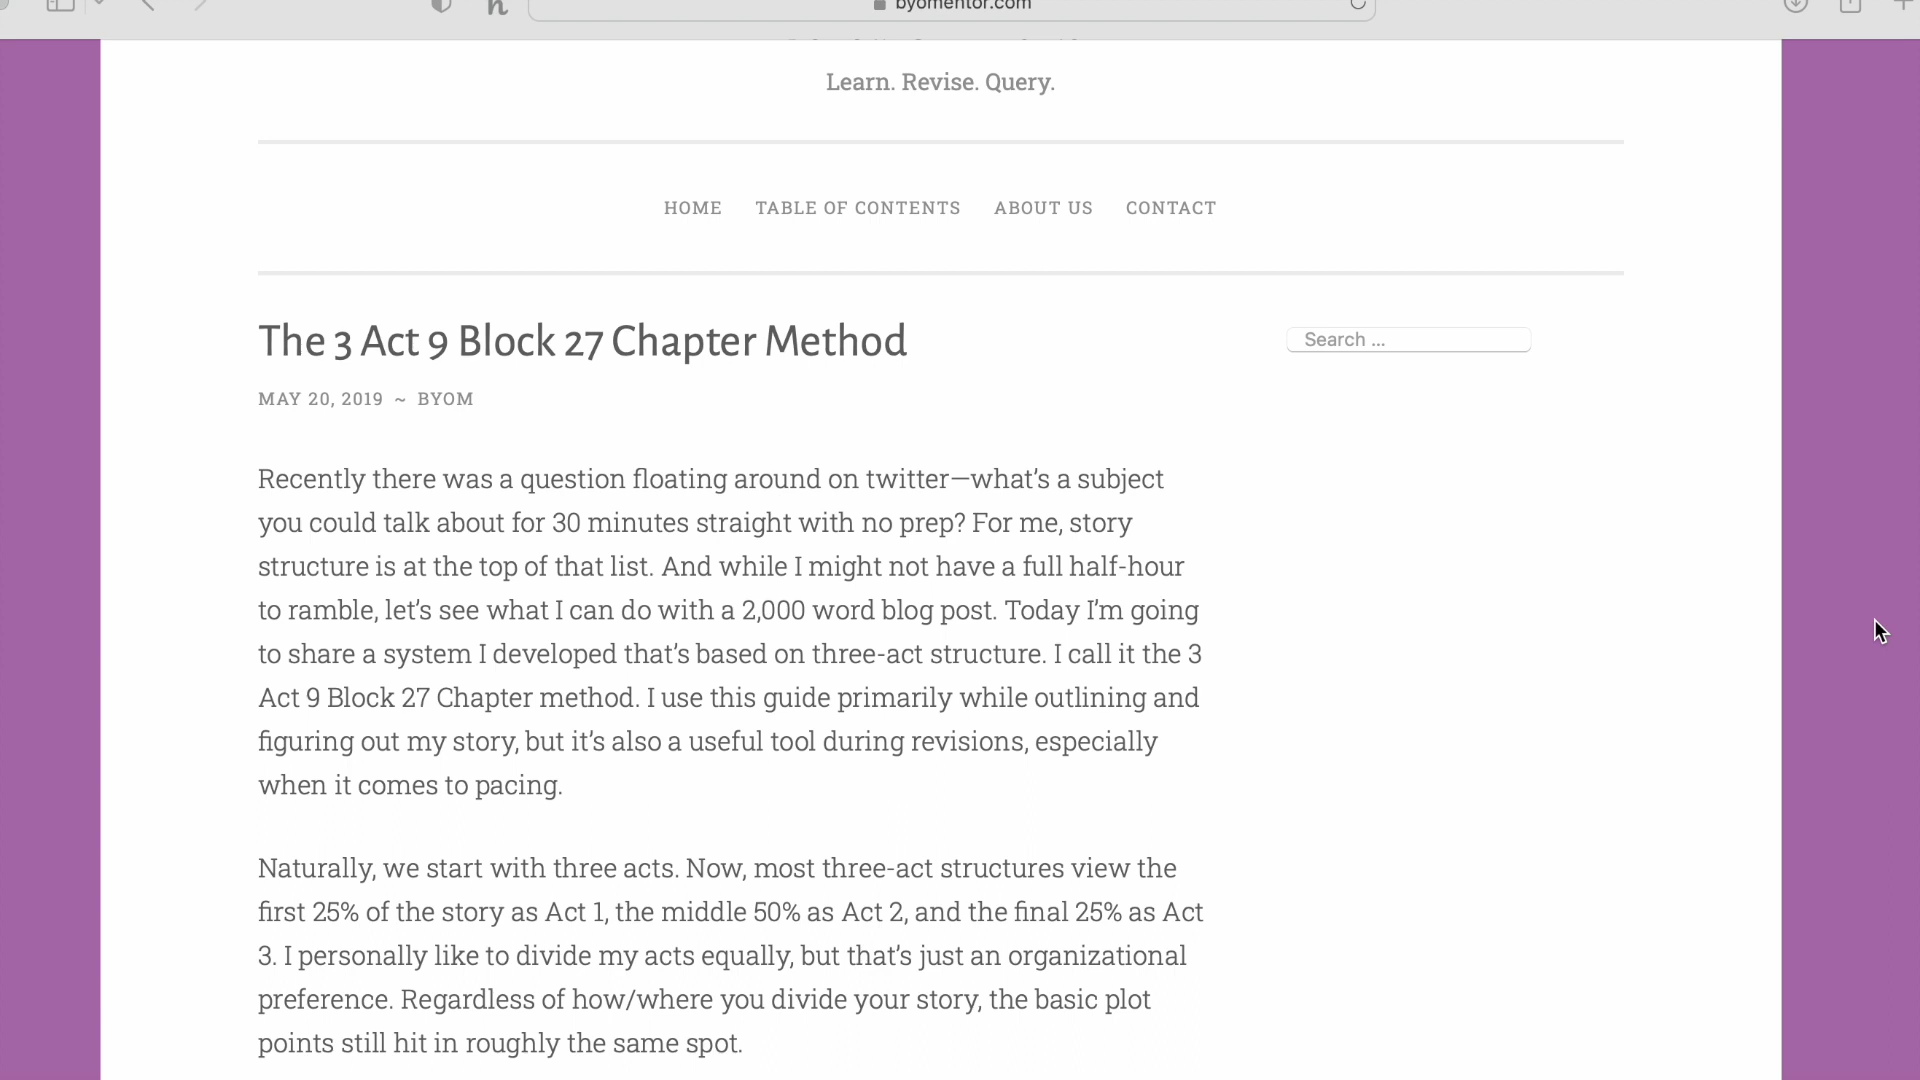 byomentor.com
Learn. Revise. Query.
HOME TABLE OF CONTENTS ABOUT US CONTACT
The 3 Act 9 Block 27 Chapter Method
Search ...
MAY 20, 2019 ~ BYOM
Recently there was a question floating around on twitter—what’s a subject
you could talk about for 30 minutes straight with no prep? For me, story
structure is at the top of that list. And while I might not have a full half-hour
to ramble, let’s see what I can do with a 2,000 word blog post. Today I’m going
to share a system I developed that’s based on three-act structure. I call it the 3
Act 9 Block 27 Chapter method. I use this guide primarily while outlining and
figuring out my story, but it’s also a useful tool during revisions, especially
when it comes to pacing.
Naturally, we start with three acts. Now, most three-act structures view the
first 25% of the story as Act 1, the middle 50% as Act 2, and the final 25% as Act
3. I personally like to divide my acts equally, but that’s just an organizational
preference. Regardless of how/where you divide your story, the basic plot
points still hit in roughly the same spot.